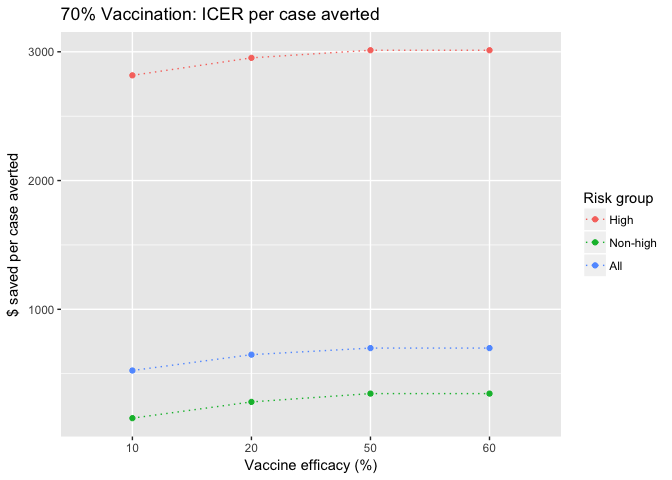 70% Vaccination: ICER per case averted
$ saved per case averted
3000
2000
1000
10
20
50
60
Vaccine efficacy (%)
Risk group
High
Non-high
All